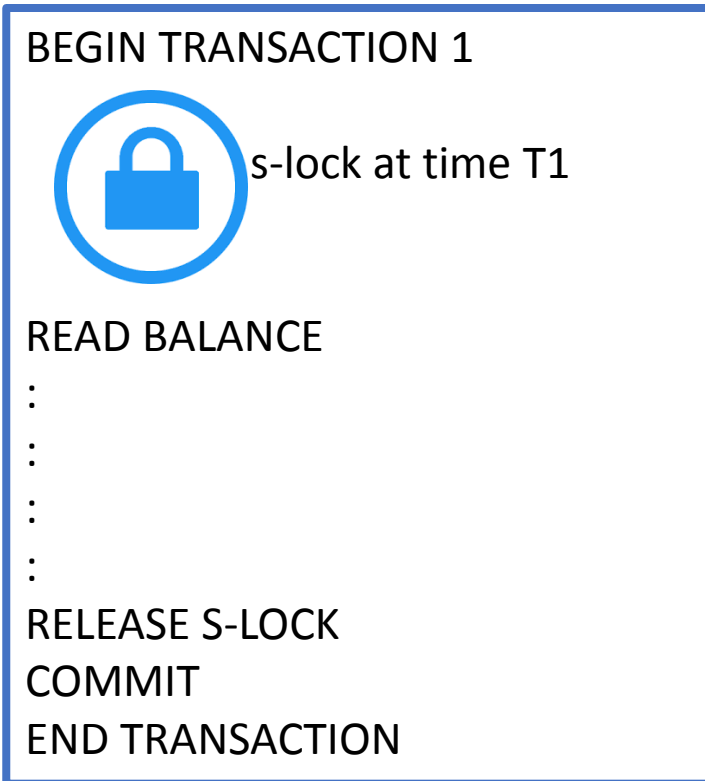 BEGIN TRANSACTION 1
s-lock at time T1
READ BALANCE
:
:
:
:
RELEASE S-LOCK
COMMIT
END TRANSACTION